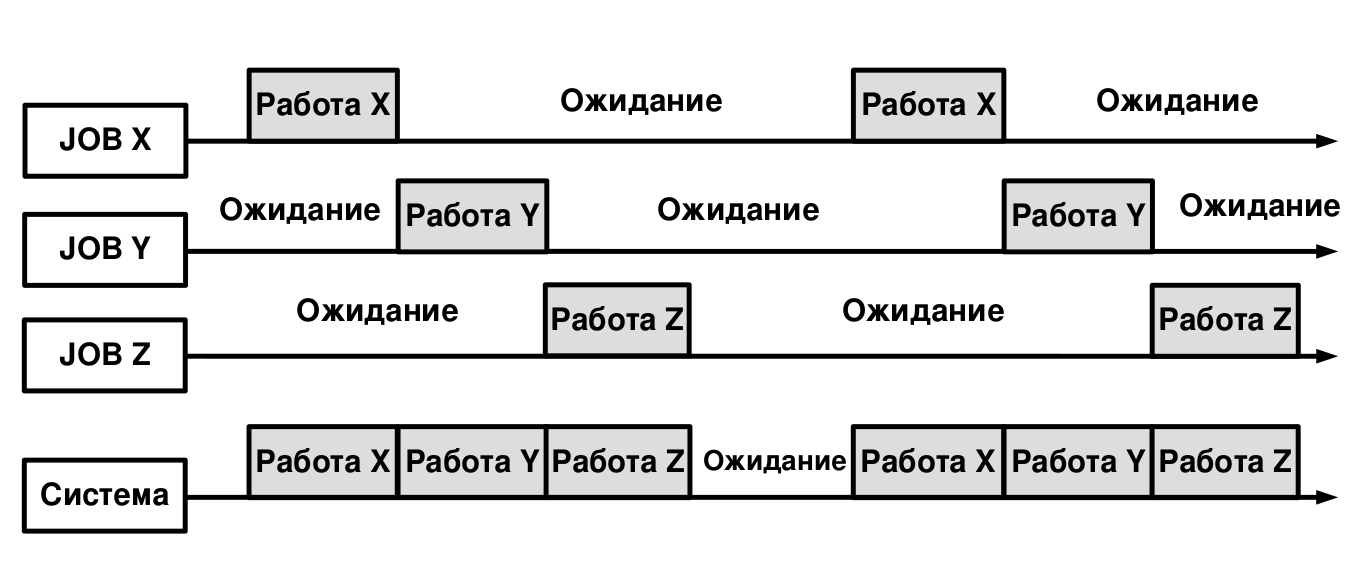 Работа X
Ожидание
Работа X
Ожидание
JOB X
Ожидание
Работа Y
Ожидание
Работа Y
Ожидание
JOB Y
Ожидание
Работа Z
Ожидание
Работа Z
JOB Z
Работа X
Работа Y
Работа Z
Ожидание
Работа X
Работа Y
Работа Z
Система